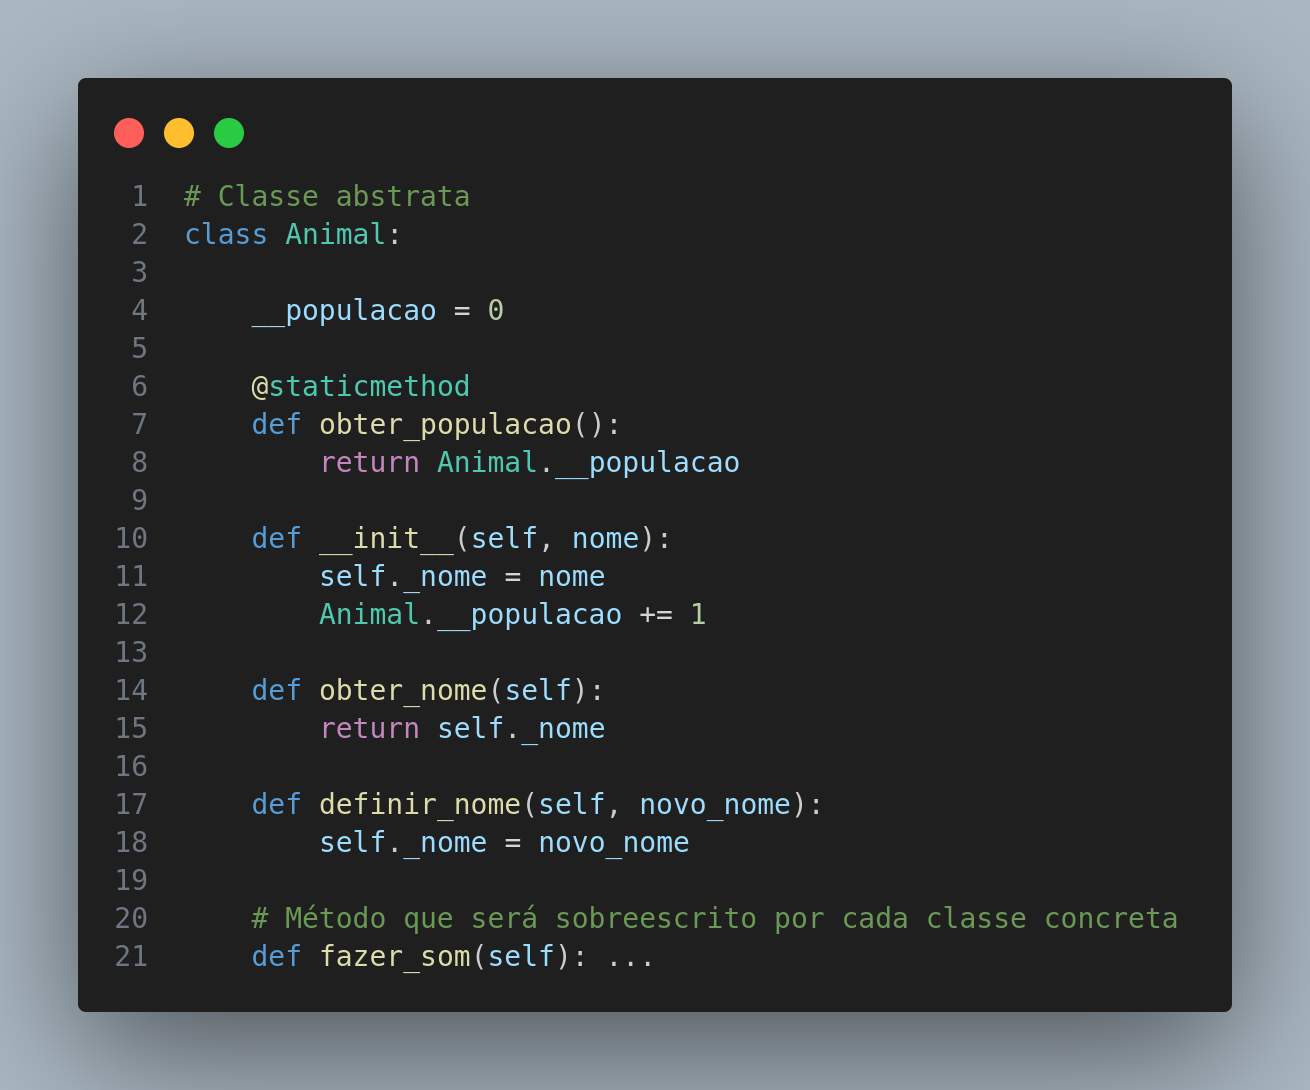 1 # Classe abstrata
2 class Animal:
3
4     __populacao = 0
5
6     @staticmethod
7     def obter_populacao():
8         return Animal.__populacao
9
10     def __init__(self, nome):
11         self._nome = nome
12         Animal.__populacao += 1
13
14     def obter_nome(self):
15         return self._nome
16
17     def definir_nome(self, novo_nome):
18         self._nome = novo_nome
19
20     # Método que será sobreescrito por cada classe concreta
21     def fazer_som(self): ...